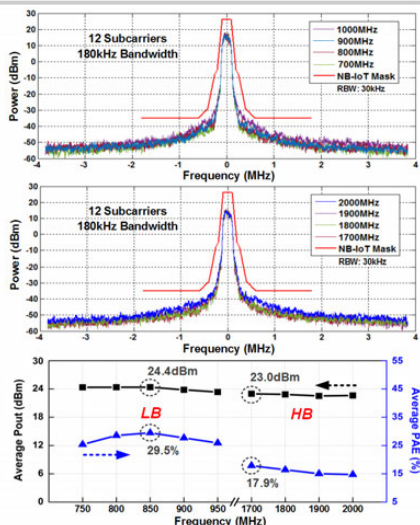 12 Subcarriers
180kHz Bandwidth
1000MHz
900MHz
800MHz
700MHz
NB-IoT Mask
RBW: 30kHz
Power (dBm)
30
20
10
0
-10
-20
-30
-40
-50
-60
-4 -3 -2 -1 0 1 2 3 4
Frequency (MHz)
12 Subcarriers
180kHz Bandwidth
2000MHz
1900MHz
1800MHz
1700MHz
NB-IoT Mask
RBW: 30kHz
Power (dBm)
30
20
10
0
-10
-20
-30
-40
-50
-60
-4 -3 -2 -1 0 1 2 3 4
Frequency (MHz)
Average Pout (dBm)
30
24
18
12
6
0
24.4dBm
23.0dBm
LB
HB
29.5%
17.9%
55
45
35
25
15
5
Average PAE (%)
750 800 850 900 950 1700 1800 1900 2000
Frequency (MHz)